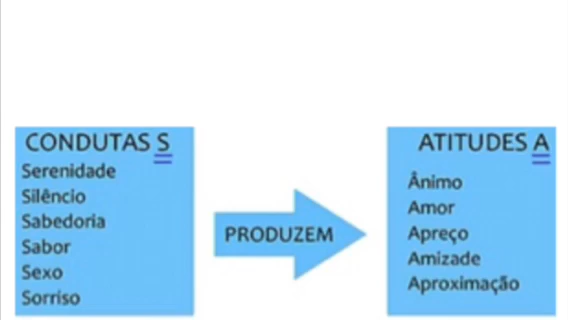 CONDUTAS S
Serenidade
Silêncio
Sabedoria
Sabor
Sexo
Sorriso
PRODUZEM
ATITUDES A
Ânimo
Amor
Apreço
Amizade
Aproximação